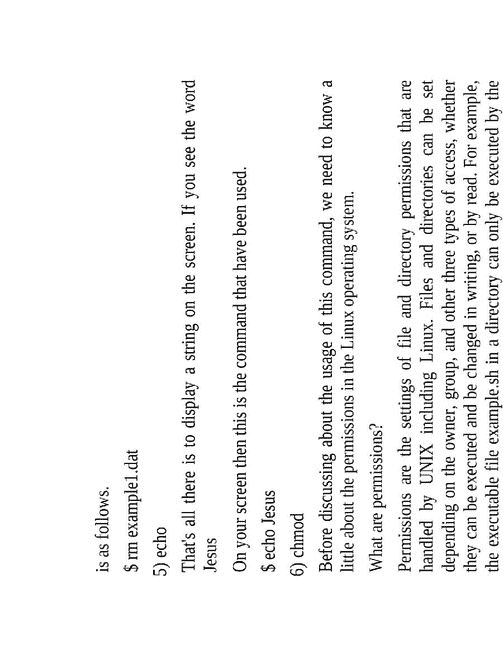 is as follows.
$ rm example1.dat
5) echo
That's all there is to display a string on the screen. If you see the word
Jesus
On your screen then this is the command that have been used.
$ echo Jesus
6) chmod
Before discussing about the usage of this command, we need to know a
little about the permissions in the Linux operating system.
What are permissions?
Permissions are the settings of file and directory permissions that are
handled by UNIX including Linux. Files and directories can be set
depending on the owner, group, and other three types of access, whether
they can be executed and be changed in writing, or by read. For example,
the executable file example.sh in a directory can only be executed by the